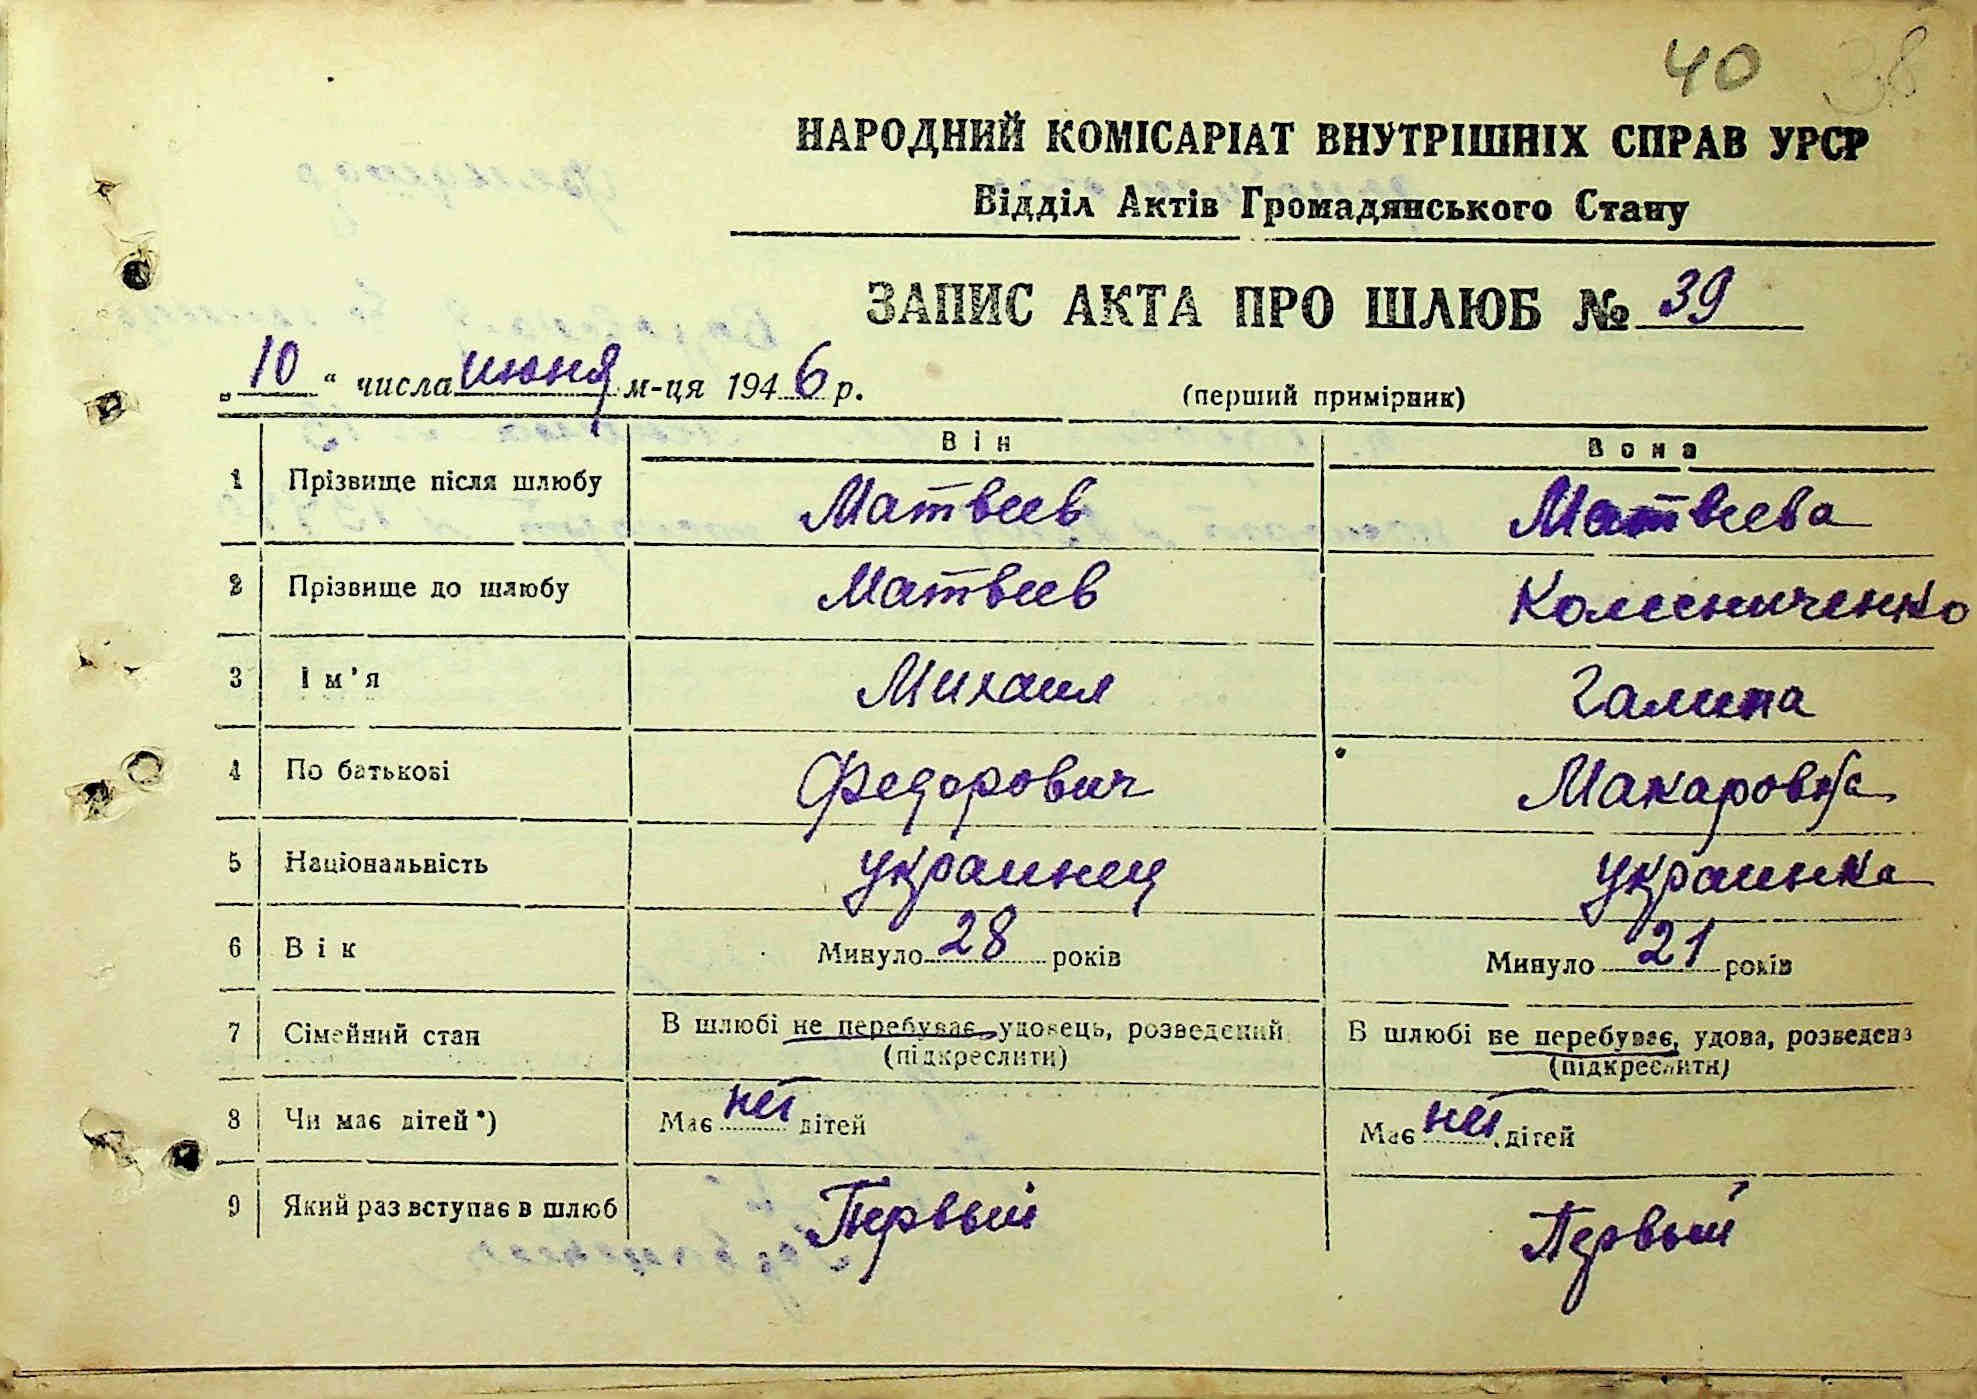 40 38
НАРОДНИЙ КОМІСАРІАТ ВНУТРІШНІХ СПРАВ УРСР
Відділ Актів Громадянського Стану
ЗАПИС АКТА ПРО ШЛЮБ № 39
„10“ числа июня м-ця 1946 р. (перший примірник)
Він Вона
1 Прізвище після шлюбу Матвеев Матвеева
2 Прізвище до шлюбу Матвеев Колесниченко
3 Ім'я Михаил Галина
4 По батькові Федорович Макаровна
5 Національність украинец украинка
6 Вік Минуло 28 років Минуло 21 років
7 Сімейний стан В шлюбі не перебуває, удовець, розведений (підкреслити) В шлюбі не перебуває, удова, розведена (підкреслити)
8 Чи має дітей*) Має нет дітей Має нет дітей
9 Який раз вступає в шлюб Первый Первый